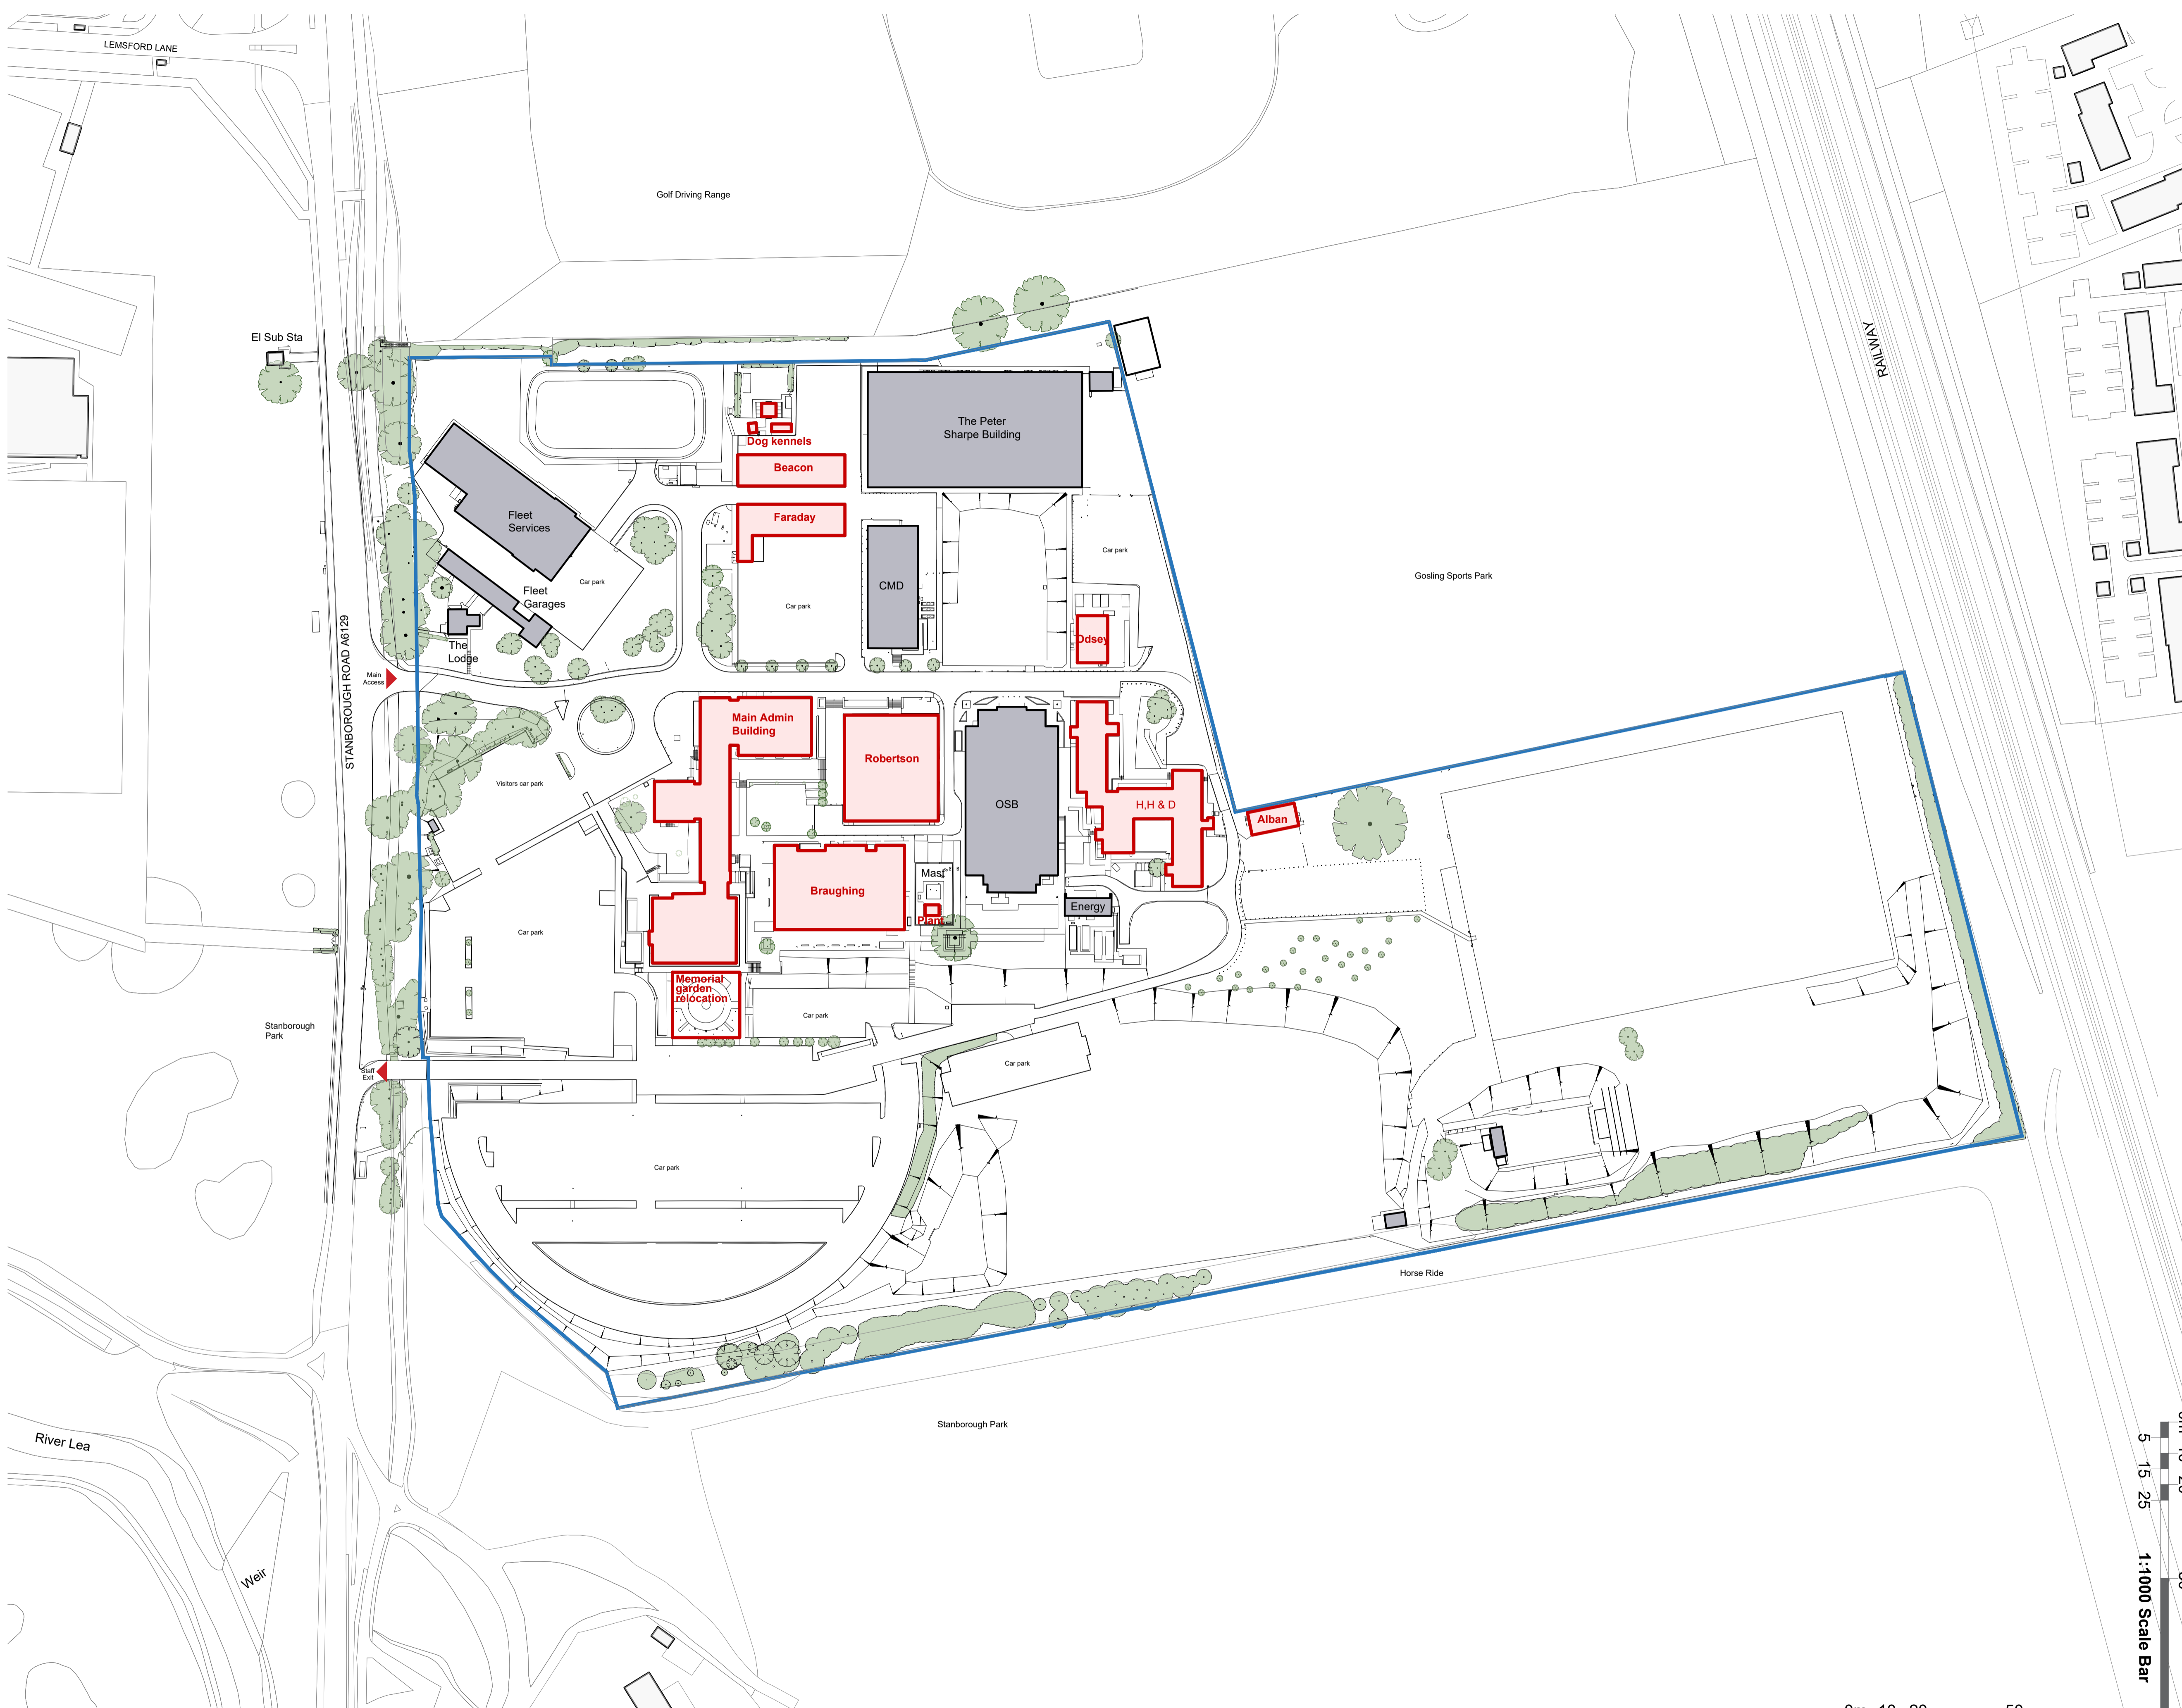 LEMSFORD LANE
Golf Driving Range
El Sub Sta
RAILWAY
The Peter
Sharpe Building
Dog kennels
Beacon
Faraday
Fleet
Services
Car park
Car park
Gosling Sports Park
CMD
Fleet
Garages
Car park
STANBOROUGH ROAD A6129
Odsey
The
Lodge
Main
Access
Main Admin
Building
Robertson
Visitors car park
OSB
H,H & D
Alban
Mast
Braughing
Energy
Plant
Car park
Memorial
garden
relocation
Car park
Stanborough
Park
Car park
Staff
Exit
Car park
Horse Ride
Stanborough Park
River Lea
Weir
5 15 25
1:1000 Scale Bar